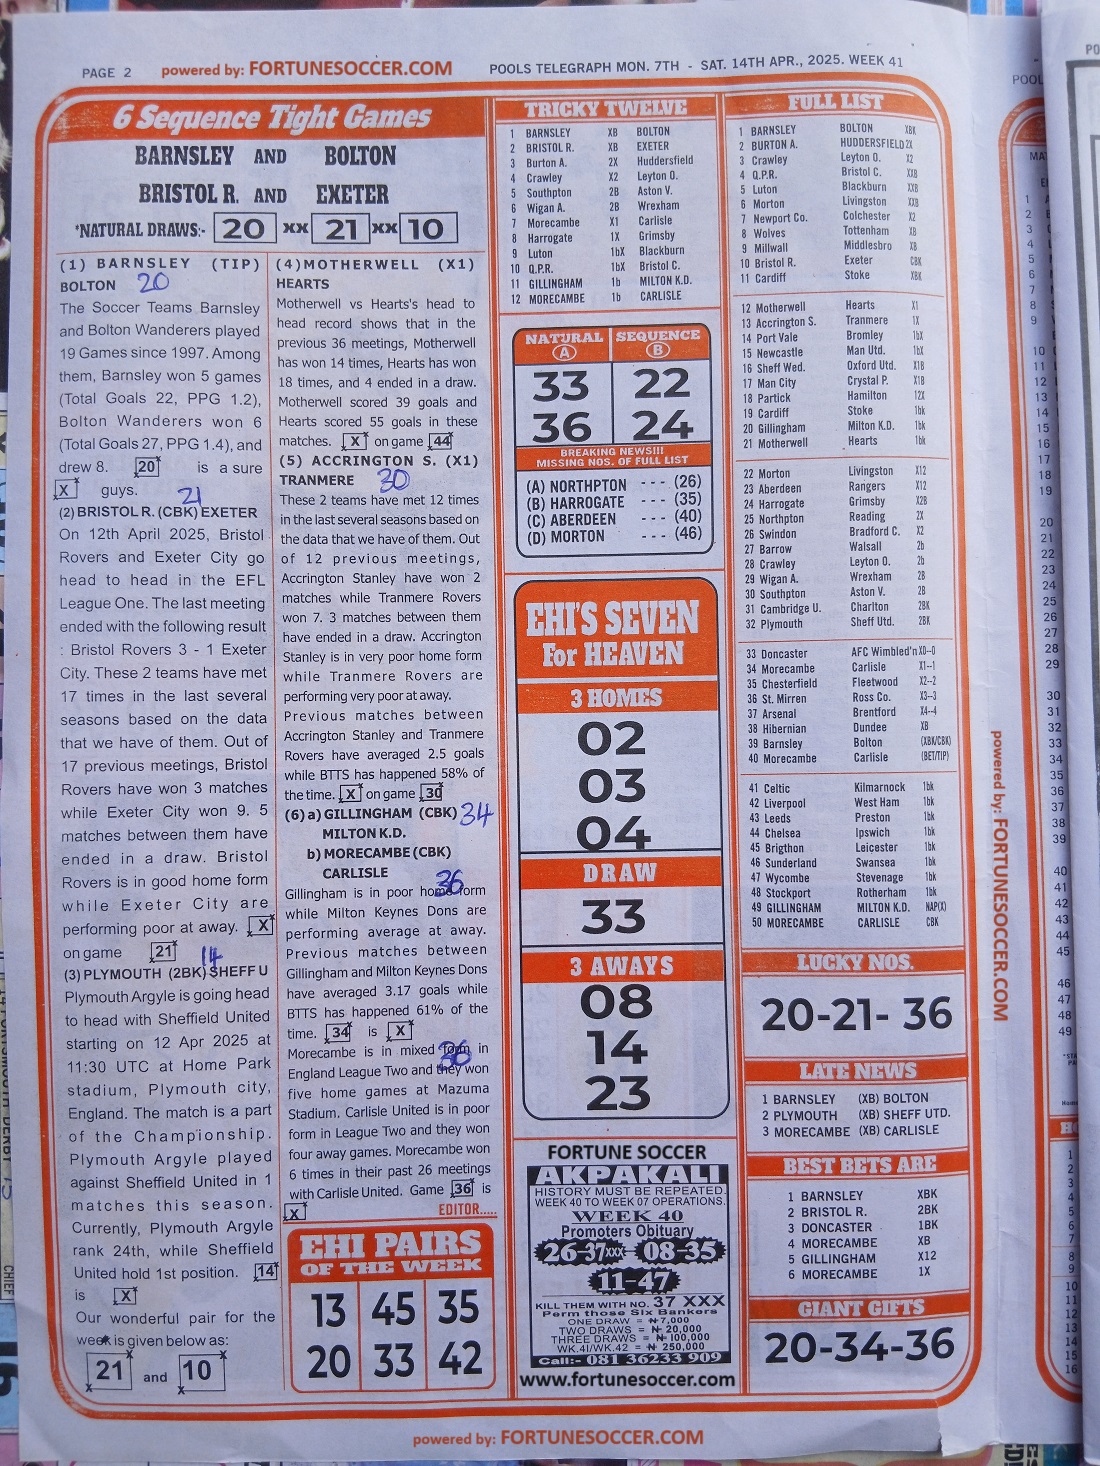 PAGE 2
powered by: FORTUNESOCCER.COM
POOLS TELEGRAPH MON. 7TH - SAT. 14TH APR., 2025. WEEK 41
6 Sequence Tight Games
BARNSLEY AND BOLTON
BRISTOL R. AND EXETER
*NATURAL DRAWS:- 20 xx 21 xx 10
(1) BARNSLEY (TIP)
BOLTON 20
The Soccer Teams Barnsley
and Bolton Wanderers played
19 Games since 1997. Among
them, Barnsley won 5 games
(Total Goals 22, PPG 1.2),
Bolton Wanderers won 6
(Total Goals 27, PPG 1.4), and
drew 8. 20 is a sure
X guys. 21
(2) BRISTOL R. (CBK) EXETER
On 12th April 2025, Bristol
Rovers and Exeter City go
head to head in the EFL
League One. The last meeting
ended with the following result
: Bristol Rovers 3 - 1 Exeter
City. These 2 teams have met
17 times in the last several
seasons based on the data
that we have of them. Out of
17 previous meetings, Bristol
Rovers have won 3 matches
while Exeter City won 9. 5
matches between them have
ended in a draw. Bristol
Rovers is in good home form
while Exeter City are
performing poor at away. X
on game 21 14
(3) PLYMOUTH (2BK) SHEFF U
Plymouth Argyle is going head
to head with Sheffield United
starting on 12 Apr 2025 at
11:30 UTC at Home Park
stadium, Plymouth city,
England. The match is a part
of the Championship.
Plymouth Argyle played
against Sheffield United in 1
matches this season.
Currently, Plymouth Argyle
rank 24th, while Sheffield
United hold 1st position. 14
is X
Our wonderful pair for the
week is given below as:
21 and 10
(4) MOTHERWELL (X1)
HEARTS
Motherwell vs Hearts's head to
head record shows that in the
previous 36 meetings, Motherwell
has won 14 times, Hearts has won
18 times, and 4 ended in a draw.
Motherwell scored 39 goals and
Hearts scored 55 goals in these
matches. X on game 44
(5) ACCRINGTON S. (X1)
TRANMERE 30
These 2 teams have met 12 times
in the last several seasons based on
the data that we have of them. Out
of 12 previous meetings,
Accrington Stanley have won 2
matches while Tranmere Rovers
won 7. 3 matches between them
have ended in a draw. Accrington
Stanley is in very poor home form
while Tranmere Rovers are
performing very poor at away.
Previous matches between
Accrington Stanley and Tranmere
Rovers have averaged 2.5 goals
while BTTS has happened 58% of
the time. X on game 30
(6) a) GILLINGHAM (CBK) 34
MILTON K.D.
b) MORECAMBE (CBK)
CARLISLE 36
Gillingham is in poor home form
while Milton Keynes Dons are
performing average at away.
Previous matches between
Gillingham and Milton Keynes Dons
have averaged 3.17 goals while
BTTS has happened 61% of the
time. 34 is X
Morecambe is in mixed form in 36
England League Two and they won
five home games at Mazuma
Stadium. Carlisle United is in poor
form in League Two and they won
four away games. Morecambe won
6 times in their past 26 meetings
with Carlisle United. Game 36 is
X EDITOR.....
EHI PAIRS
OF THE WEEK
13 45 35
20 33 42
TRICKY TWELVE
1 BARNSLEY XB BOLTON
2 BRISTOL R. XB EXETER
3 Burton A. 2X Huddersfield
4 Crawley X2 Leyton O.
5 Southpton 2B Aston V.
6 Wigan A. 2B Wrexham
7 Morecambe X1 Carlisle
8 Harrogate 1X Grimsby
9 Luton 1bX Blackburn
10 Q.P.R. 1bX Bristol C.
11 GILLINGHAM 1b MILTON K.D.
12 MORECAMBE 1b CARLISLE
NATURAL SEQUENCE
A B
33 22
36 24
BREAKING NEWS!!!
MISSING NOS. OF FULL LIST
(A) NORTHPTON - - - (26)
(B) HARROGATE - - - (35)
(C) ABERDEEN - - - (40)
(D) MORTON - - - (46)
EHI'S SEVEN
For HEAVEN
3 HOMES
02
03
04
DRAW
33
3 AWAYS
08
14
23
FORTUNE SOCCER
AKPAKALI
HISTORY MUST BE REPEATED.
WEEK 40 TO WEEK 07 OPERATIONS.
WEEK 40
Promoters Obituary
26-37xxx 08-35
11-47
KILL THEM WITH NO. 37 XXX
Perm those Six Bankers
ONE DRAW = ₦7,000
TWO DRAWS = ₦20,000
THREE DRAWS = ₦100,000
WK.41/WK.42 = ₦250,000
Call:- 081 36233 909
www.fortunesoccer.com
FULL LIST
1 BARNSLEY BOLTON XBK
2 BURTON A. HUDDERSFIELD 2X
3 Crawley Leyton O. X2
4 Q.P.R. Bristol C. XXB
5 Luton Blackburn XXB
6 Morton Livingston XXB
7 Newport Co. Colchester X2
8 Wolves Tottenham XB
9 Millwall Middlesbro XB
10 Bristol R. Exeter CBK
11 Cardiff Stoke XBK
12 Motherwell Hearts X1
13 Accrington S. Tranmere 1X
14 Port Vale Bromley 1bX
15 Newcastle Man Utd. 1bX
16 Sheff Wed. Oxford Utd. X1B
17 Man City Crystal P. X1B
18 Partick Hamilton 12X
19 Cardiff Stoke 1bk
20 Gillingham Milton K.D. 1bk
21 Motherwell Hearts 1bk
22 Morton Livingston X12
23 Aberdeen Rangers X12
24 Harrogate Grimsby X2B
25 Northpton Reading 2X
26 Swindon Bradford C. X2
27 Barrow Walsall 2b
28 Crawley Leyton O. 2b
29 Wigan A. Wrexham 2B
30 Southpton Aston V. 2B
31 Cambridge U. Charlton 2BK
32 Plymouth Sheff Utd. 2BK
33 Doncaster AFC Wimbled'n X0--0
34 Morecambe Carlisle X1--1
35 Chesterfield Fleetwood X2--2
36 St. Mirren Ross Co. X3--3
37 Arsenal Brentford X4--4
38 Hibernian Dundee XB
39 Barnsley Bolton (XBK/CBK)
40 Morecambe Carlisle (BET/TIP)
41 Celtic Kilmarnock 1bk
42 Liverpool West Ham 1bk
43 Leeds Preston 1bk
44 Chelsea Ipswich 1bk
45 Brigthon Leicester 1bk
46 Sunderland Swansea 1bk
47 Wycombe Stevenage 1bk
48 Stockport Rotherham 1bk
49 GILLINGHAM MILTON K.D. NAP(X)
50 MORECAMBE CARLISLE CBK
LUCKY NOS.
20-21- 36
LATE NEWS
1 BARNSLEY (XB) BOLTON
2 PLYMOUTH (XB) SHEFF UTD.
3 MORECAMBE (XB) CARLISLE
BEST BETS ARE
1 BARNSLEY XBK
2 BRISTOL R. 2BK
3 DONCASTER 1BK
4 MORECAMBE XB
5 GILLINGHAM X12
6 MORECAMBE 1X
GIANT GIFTS
20-34-36
powered by: FORTUNESOCCER.COM
powered by: FORTUNESOCCER.COM